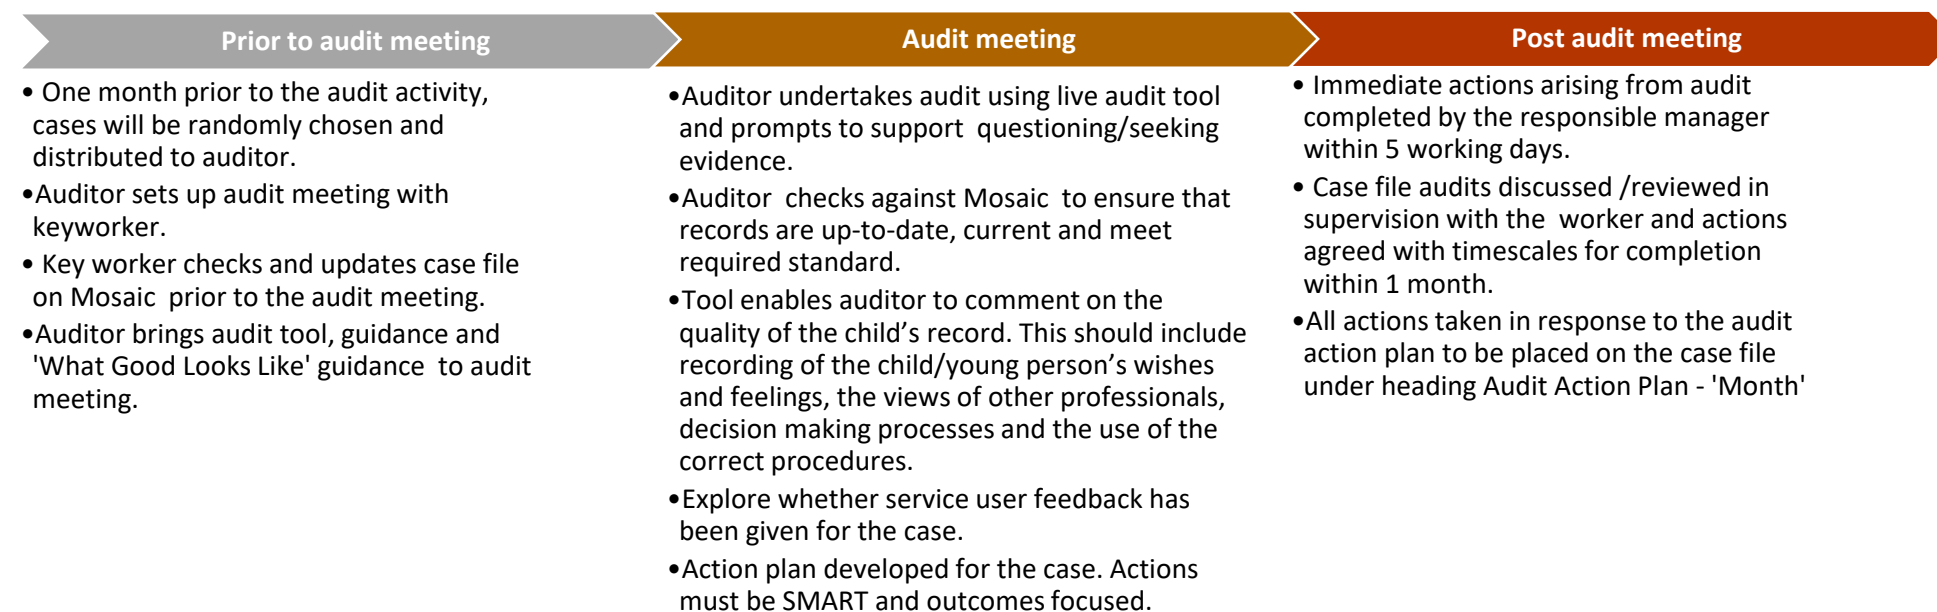 Prior to audit meeting
• One month prior to the audit activity,
cases will be randomly chosen and
distributed to auditor.
•Auditor sets up audit meeting with
keyworker.
• Key worker checks and updates case file
on Mosaic prior to the audit meeting.
•Auditor brings audit tool, guidance and
'What Good Looks Like' guidance to audit
meeting.
Audit meeting
•Auditor undertakes audit using live audit tool
and prompts to support questioning/seeking
evidence.
•Auditor checks against Mosaic to ensure that
records are up-to-date, current and meet
required standard.
•Tool enables auditor to comment on the
quality of the child’s record. This should include
recording of the child/young person’s wishes
and feelings, the views of other professionals,
decision making processes and the use of the
correct procedures.
•Explore whether service user feedback has
been given for the case.
•Action plan developed for the case. Actions
must be SMART and outcomes focused.
Post audit meeting
• Immediate actions arising from audit
completed by the responsible manager
within 5 working days.
• Case file audits discussed /reviewed in
supervision with the worker and actions
agreed with timescales for completion
within 1 month.
•All actions taken in response to the audit
action plan to be placed on the case file
under heading Audit Action Plan - 'Month'